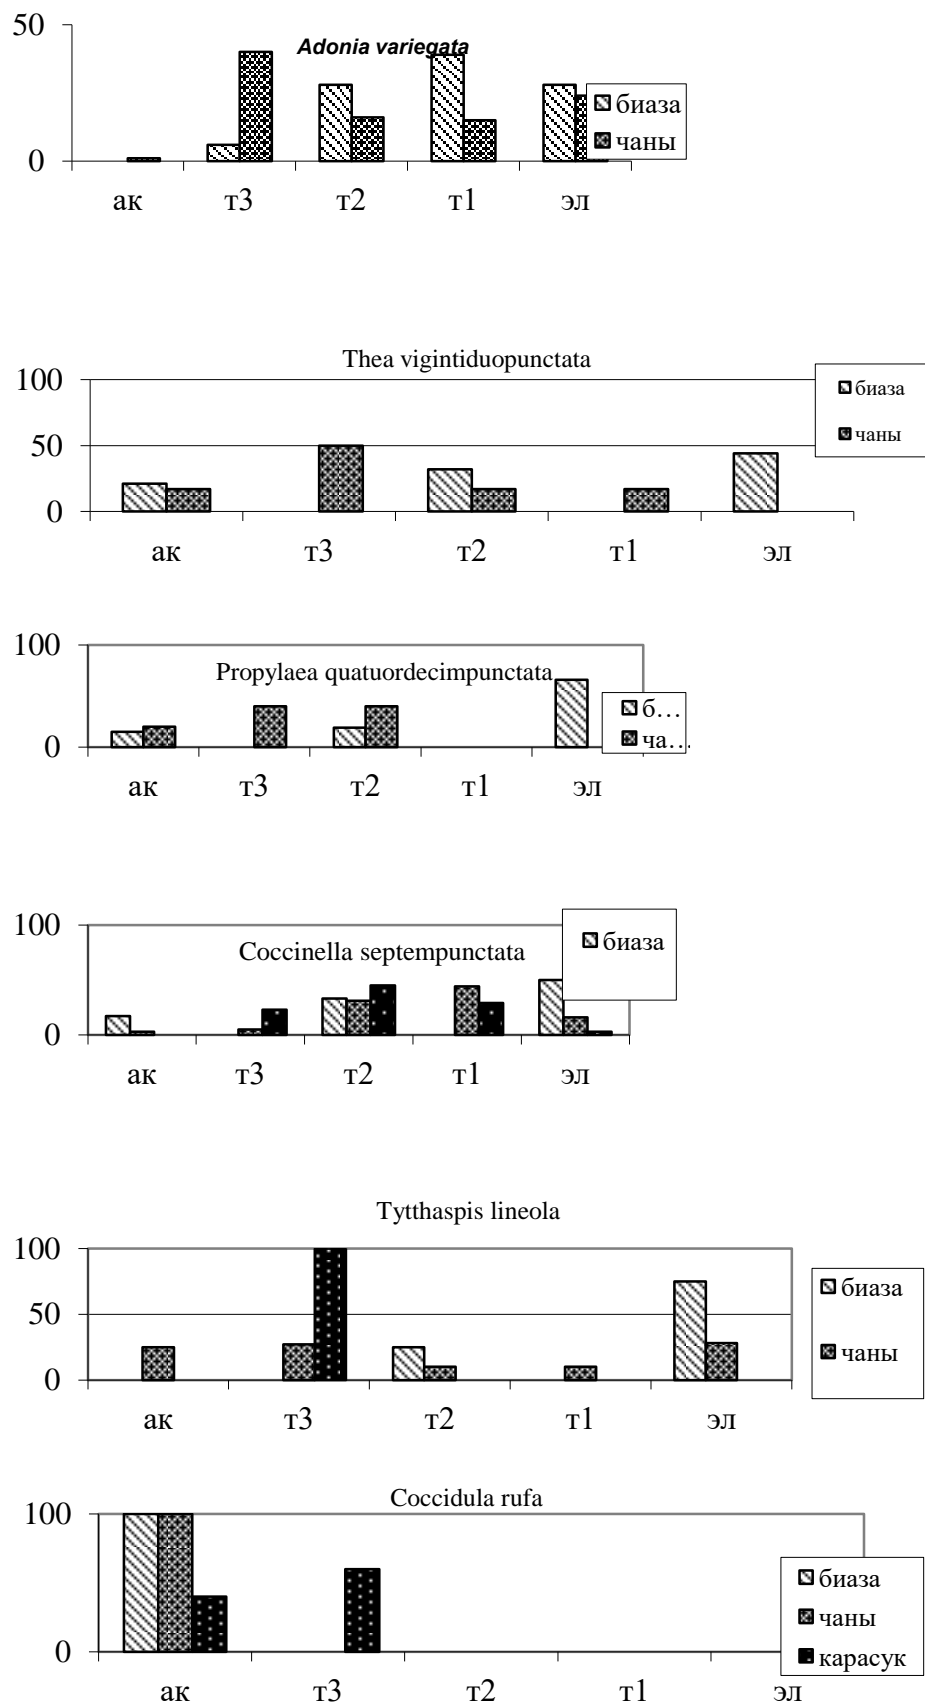 50
Adonia variegata
биаза
чаны
0
ак т3 т2 т1 эл
Thea vigintiduopunctata
100
биаза
чаны
50
0
ак т3 т2 т1 эл
100
Propylaea quatuordecimpunctata
б...
ча...
0
ак т3 т2 т1 эл
100
Coccinella septempunctata
биаза
0
ак т3 т2 т1 эл
Tytthaspis lineola
100
биаза
50
чаны
0
ак т3 т2 т1 эл
Coccidula rufa
100
биаза
чаны
карасук
0
ак т3 т2 т1 эл